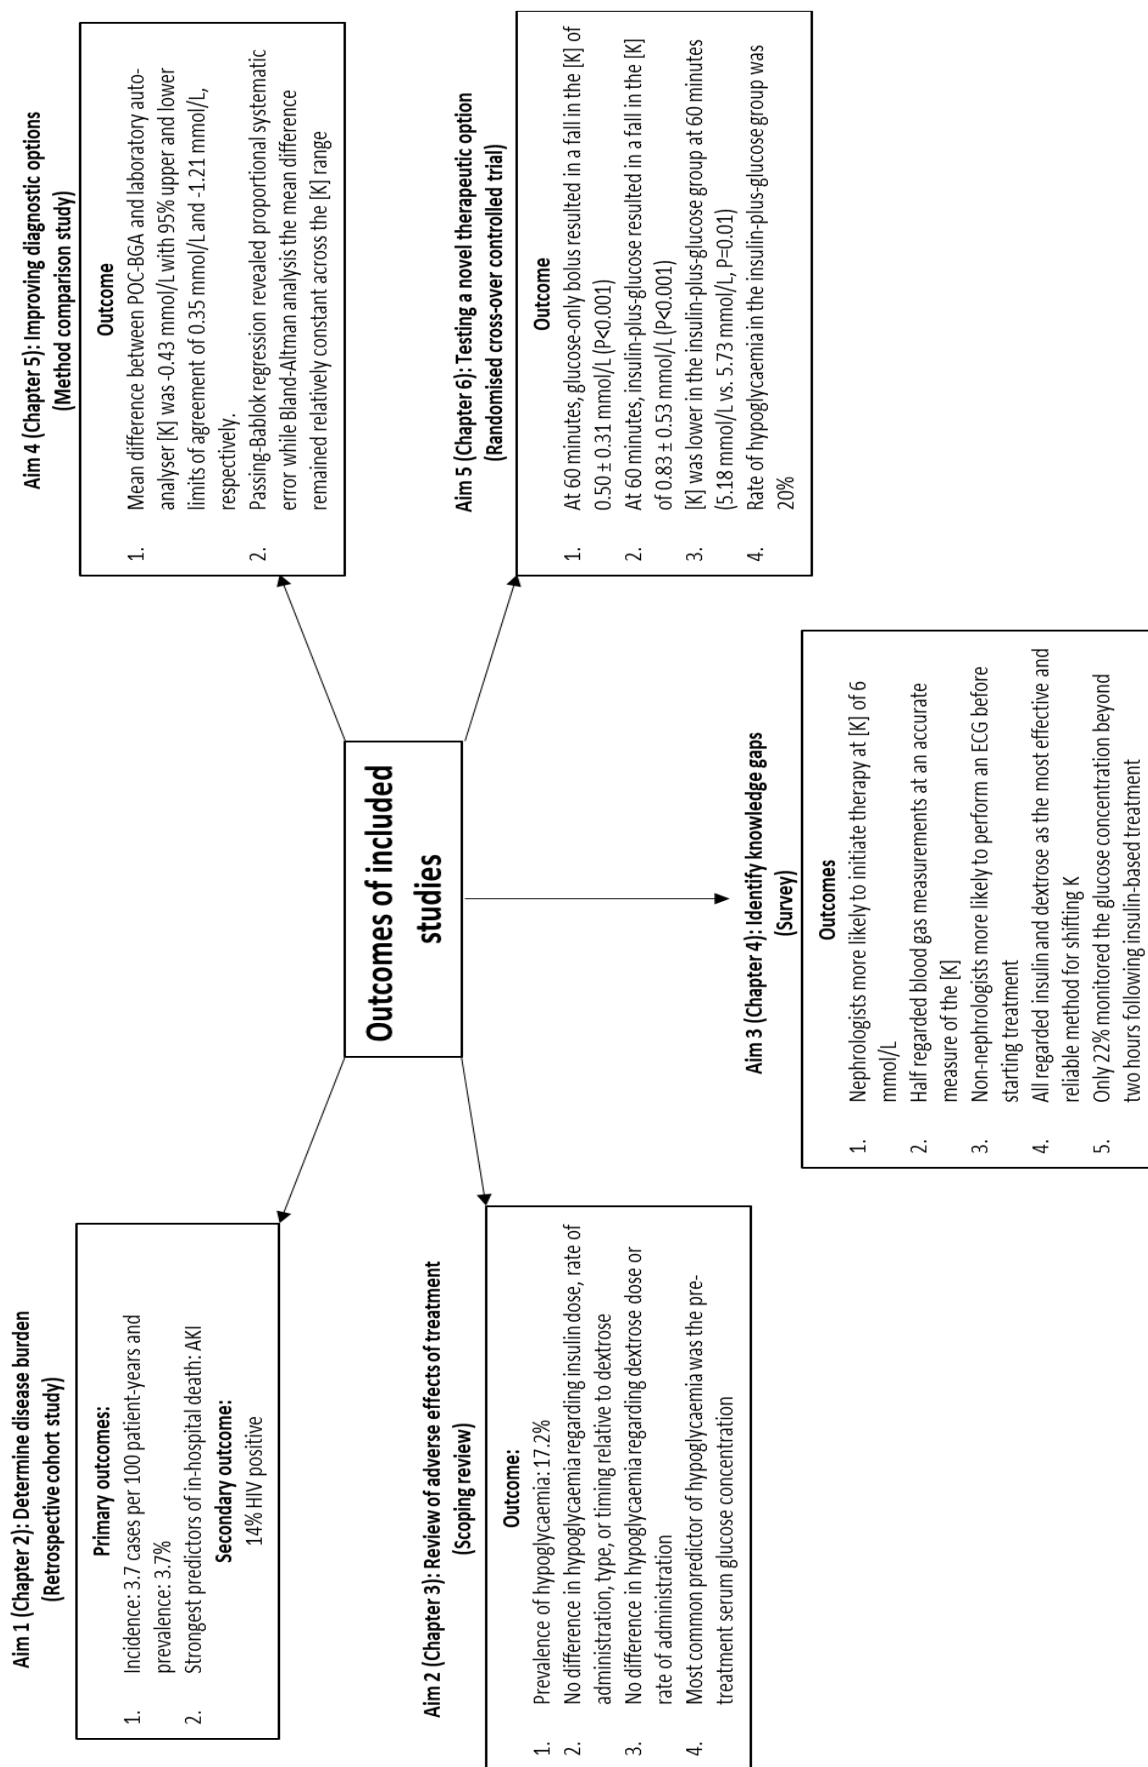 Outcomes of included
studies
Aim 1 (Chapter 2): Determine disease burden
(Retrospective cohort study)
Primary outcomes:
1. Incidence: 3.7 cases per 100 patient-years and
prevalence: 3.7%
2. Strongest predictors of in-hospital death: AKI
Secondary outcome:
14% HIV positive
Aim 2 (Chapter 3): Review of adverse effects of treatment
(Scoping review)
Outcome:
1. Prevalence of hypoglycaemia: 17.2%
2. No difference in hypoglycaemia regarding insulin dose, rate of
administration, type, or timing relative to dextrose
3. No difference in hypoglycaemia regarding dextrose dose or
rate of administration
4. Most common predictor of hypoglycaemia was the pre-
treatment serum glucose concentration
Aim 3 (Chapter 4): Identify knowledge gaps
(Survey)
Outcomes
1. Nephrologists more likely to initiate therapy at [K] of 6
mmol/L
2. Half regarded blood gas measurements at an accurate
measure of the [K]
3. Non-nephrologists more likely to perform an ECG before
starting treatment
4. All regarded insulin and dextrose as the most effective and
reliable method for shifting K
5. Only 22% monitored the glucose concentration beyond
two hours following insulin-based treatment
Aim 4 (Chapter 5): Improving diagnostic options
(Method comparison study)
Outcome
1. Mean difference between POC-BGA and laboratory auto-
analyser [K] was -0.43 mmol/L with 95% upper and lower
limits of agreement of 0.35 mmol/L and -1.21 mmol/L,
respectively.
2. Passing-Bablok regression revealed proportional systematic
error while Bland-Altman analysis the mean difference
remained relatively constant across the [K] range
Aim 5 (Chapter 6): Testing a novel therapeutic option
(Randomised cross-over controlled trial)
Outcome
1. At 60 minutes, glucose-only bolus resulted in a fall in the [K] of
0.50 ± 0.31 mmol/L (P<0.001)
2. At 60 minutes, insulin-plus-glucose resulted in a fall in the [K]
of 0.83 ± 0.53 mmol/L (P<0.001)
3. [K] was lower in the insulin-plus-glucose group at 60 minutes
(5.18 mmol/L vs. 5.73 mmol/L, P=0.01)
4. Rate of hypoglycaemia in the insulin-plus-glucose group was
20%